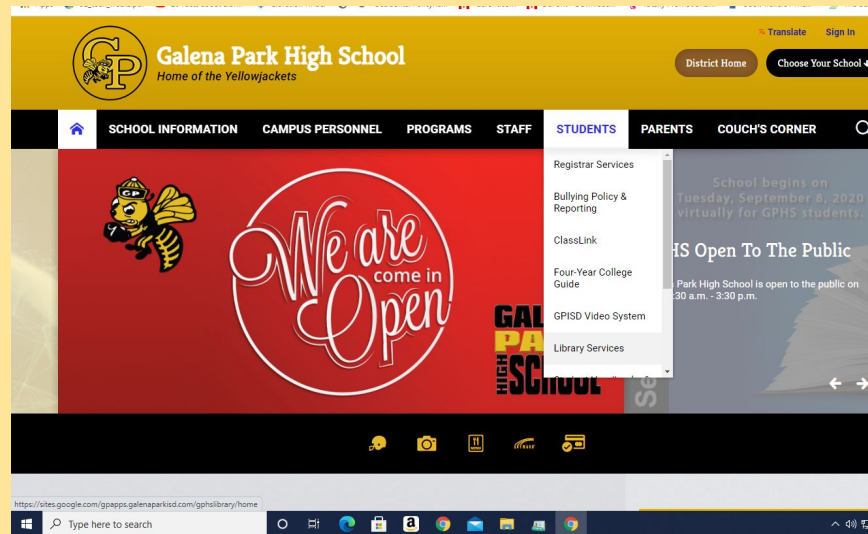 Translate Sign In
GP
Galena Park High School
Home of the Yellowjackets
District Home Choose Your School
SCHOOL INFORMATION CAMPUS PERSONNEL PROGRAMS STAFF STUDENTS PARENTS COUCH'S CORNER
Registrar Services
Bullying Policy &
Reporting
ClassLink
Four-Year College
Guide
GPISD Video System
Library Services
GP
We are
come in
Open
HIGH
SCHOOL
School begins on
Tuesday, September 8, 2020
virtually for GPHS students.
Open To The Public
Park High School is open to the public on
:30 a.m. - 3:30 p.m.
https://sites.google.com/gpapps.galenaparkisd.com/gphslibrary/home
Type here to search